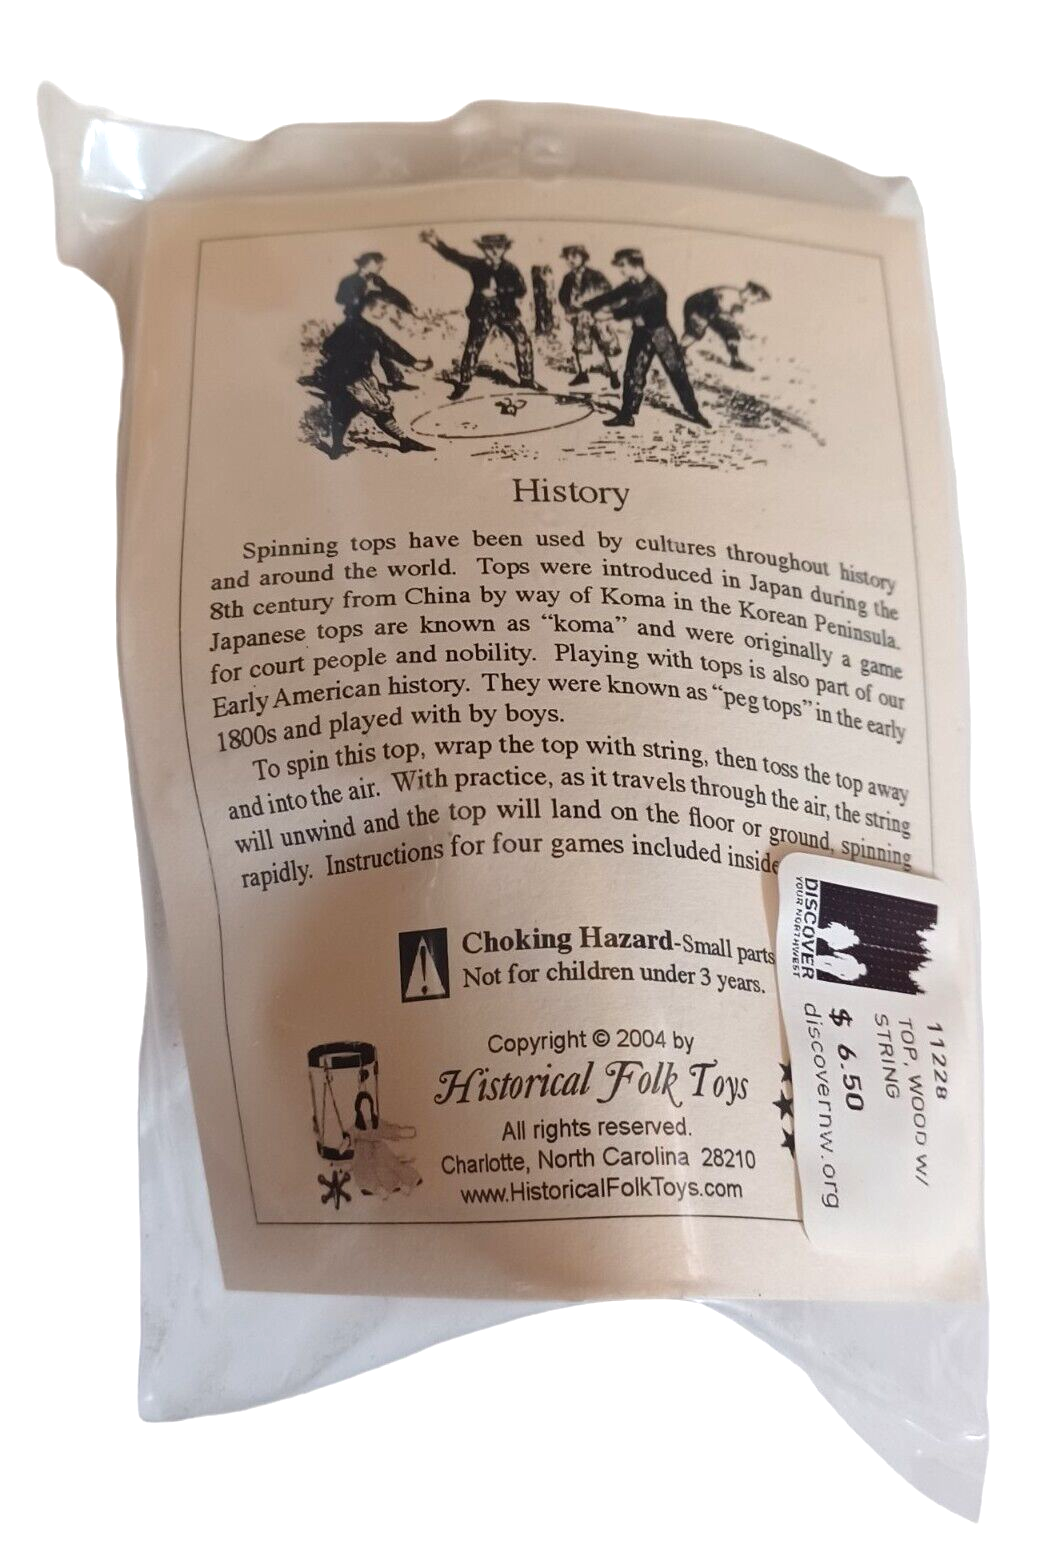 History
Spinning tops have been used by cultures throughout history
and around the world. Tops were introduced in Japan during the
8th century from China by way of Koma in the Korean Peninsula.
Japanese tops are known as “koma” and were originally a game
for court people and nobility. Playing with tops is also part of our
Early American history. They were known as “peg tops” in the early
1800s and played with by boys.
To spin this top, wrap the top with string, then toss the top away
and into the air. With practice, as it travels through the air, the string
will unwind and the top will land on the floor or ground, spinning
rapidly. Instructions for four games included inside
Choking Hazard-Small parts
Not for children under 3 years.
Copyright © 2004 by
Historical Folk Toys
All rights reserved.
Charlotte, North Carolina 28210
www.HistoricalFolkToys.com
DISCOVER
YOUR NORTHWEST
11228
TOP, WOOD W/
STRING
$ 6.50
discovernw.org